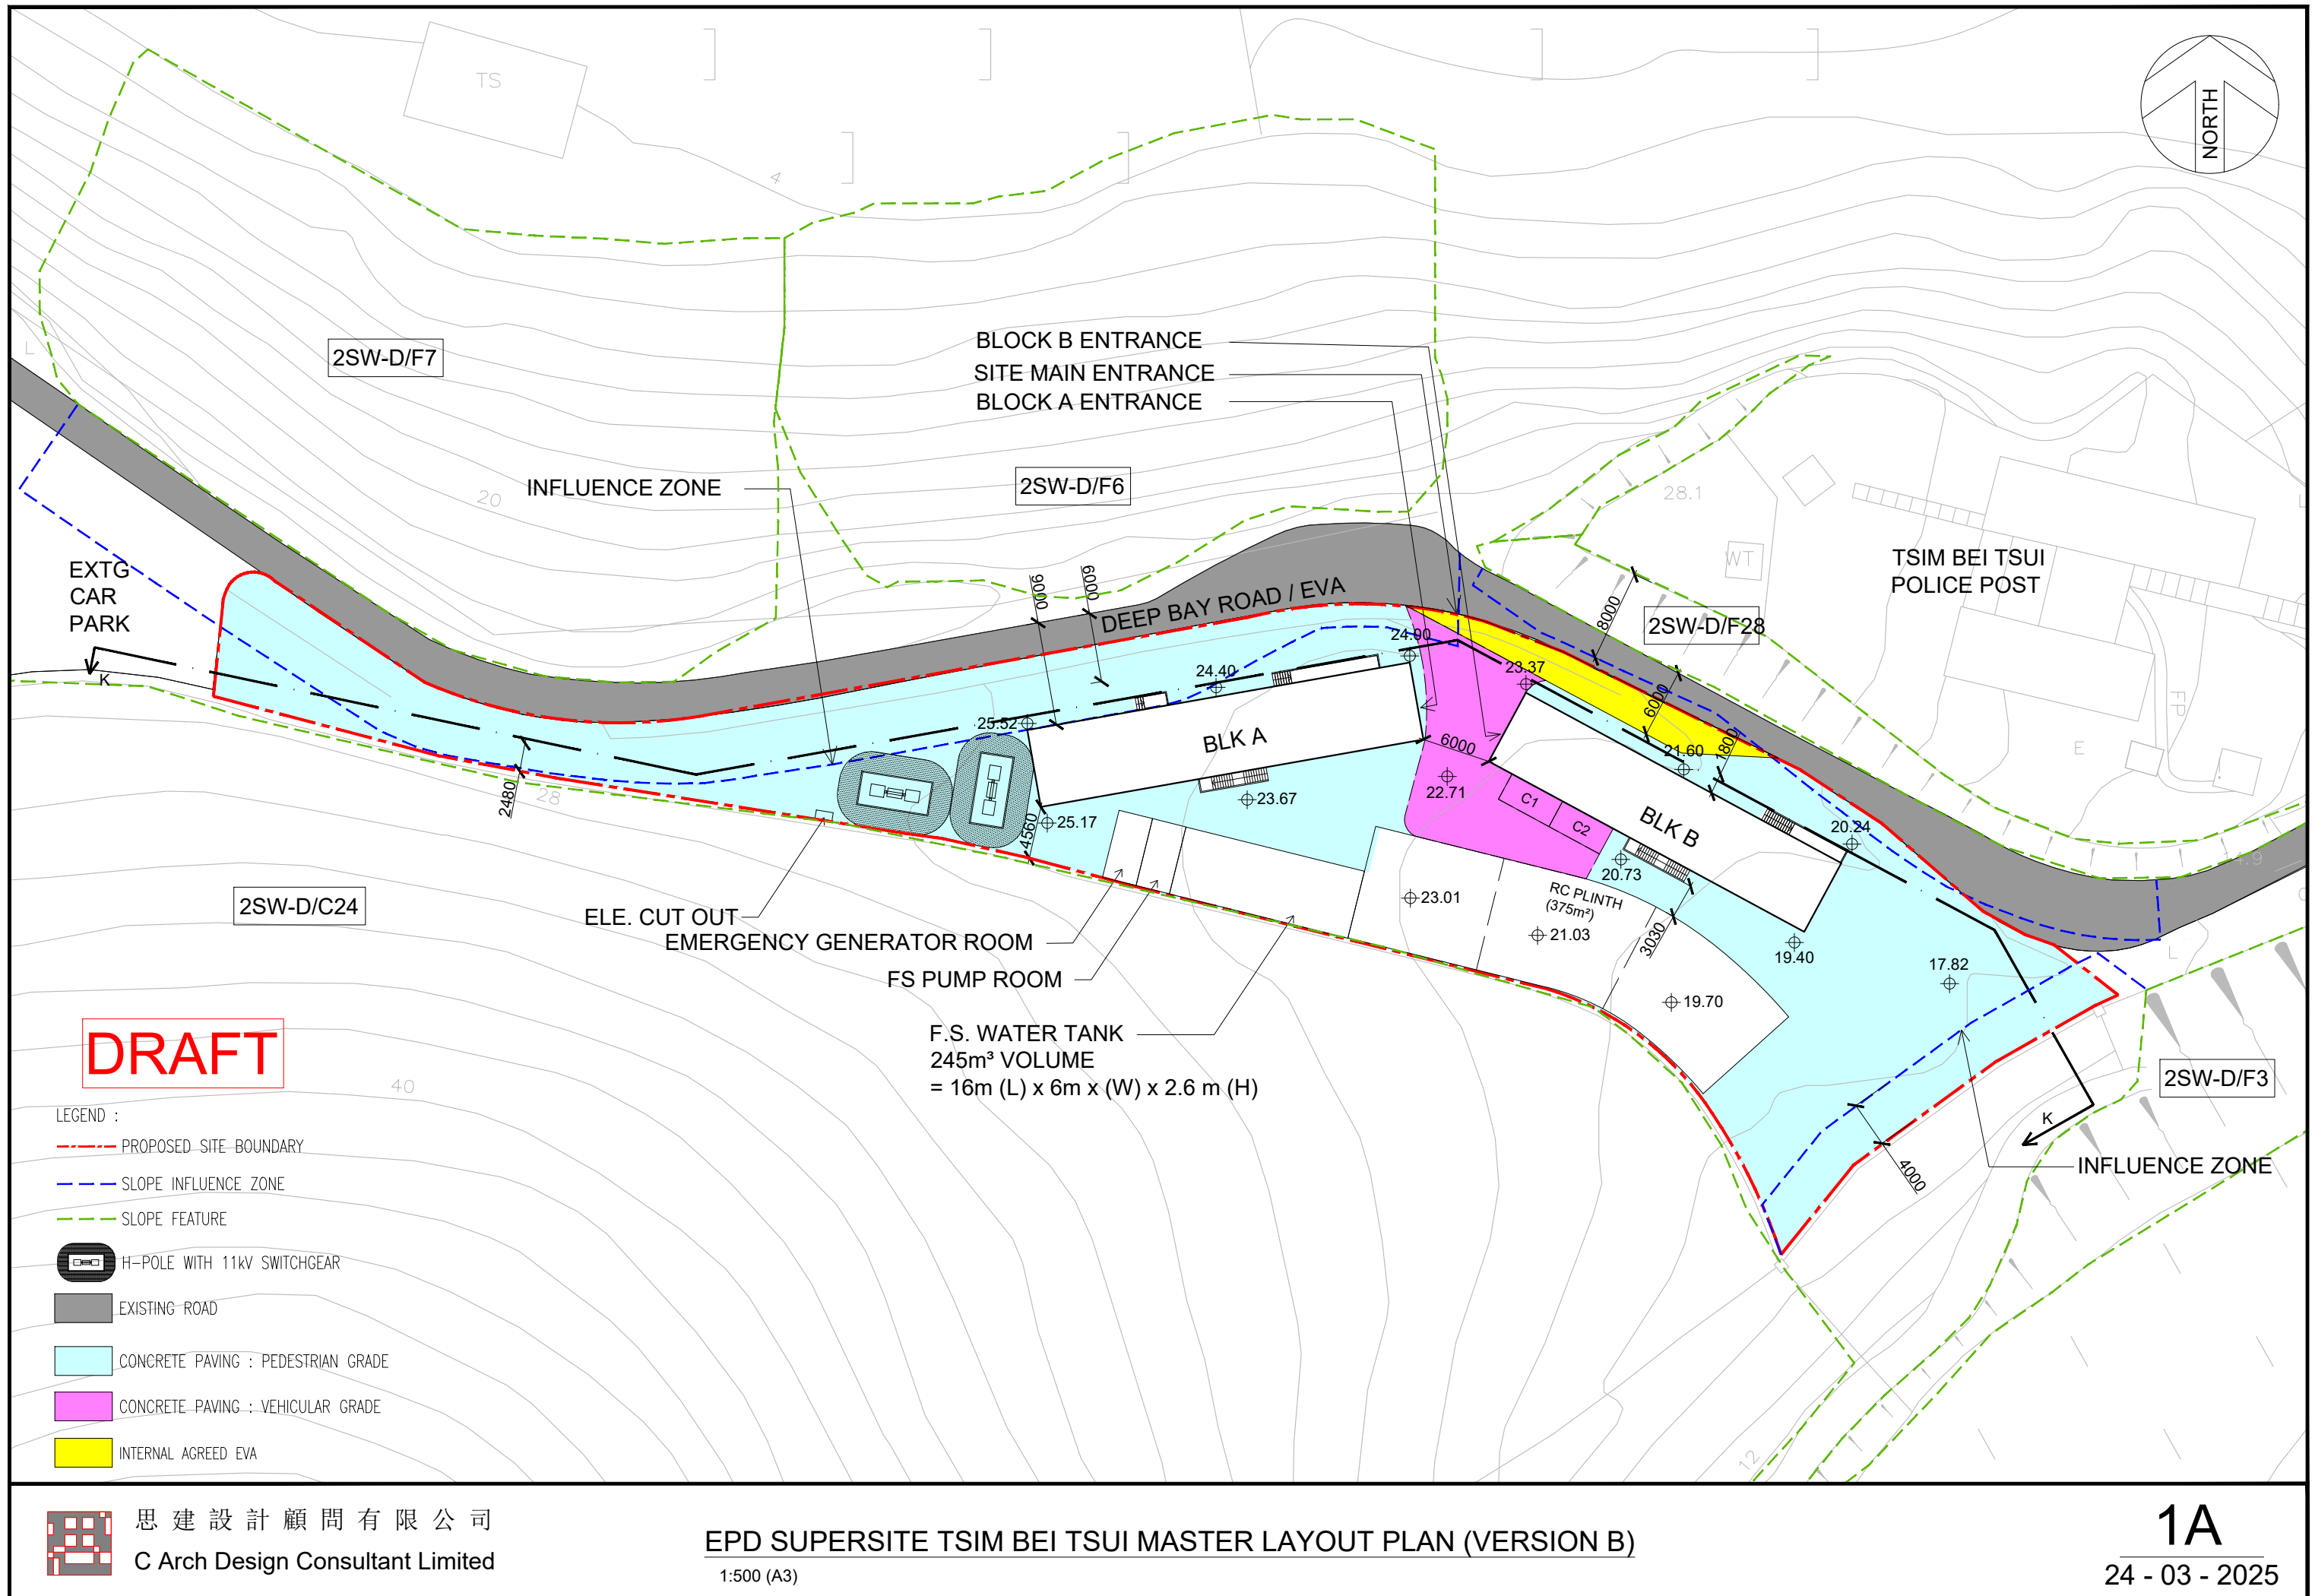 TS
4
NORTH
2SW-D/F7
BLOCK B ENTRANCE
SITE MAIN ENTRANCE
BLOCK A ENTRANCE
L
INFLUENCE ZONE
20
2SW-D/F6
28.1
WT
TSIM BEI TSUI
POLICE POST
EXTG
CAR
PARK
9000
6000
DEEP BAY ROAD / EVA
8000
2SW-D/F28
24.90
24.40
23.37
K
6000
FP
E
25.52
BLK A
6000
21.60
1800
2480
28
23.67
22.71
C1
C2
BLK B
25.17
4560
20.24
20.73
2SW-D/C24
ELE. CUT OUT
EMERGENCY GENERATOR ROOM
FS PUMP ROOM
23.01
RC PLINTH
(375m²)
21.03
3030
19.40
17.82
L
19.70
F.S. WATER TANK
245m³ VOLUME
= 16m (L) x 6m x (W) x 2.6 m (H)
DRAFT
40
2SW-D/F3
K
INFLUENCE ZONE
4000
12
LEGEND :
PROPOSED SITE BOUNDARY
SLOPE INFLUENCE ZONE
SLOPE FEATURE
H-POLE WITH 11kV SWITCHGEAR
EXISTING ROAD
CONCRETE PAVING : PEDESTRIAN GRADE
CONCRETE PAVING : VEHICULAR GRADE
INTERNAL AGREED EVA
思建設計顧問有限公司
C Arch Design Consultant Limited
EPD SUPERSITE TSIM BEI TSUI MASTER LAYOUT PLAN (VERSION B)
1:500 (A3)
1A
24 - 03 - 2025